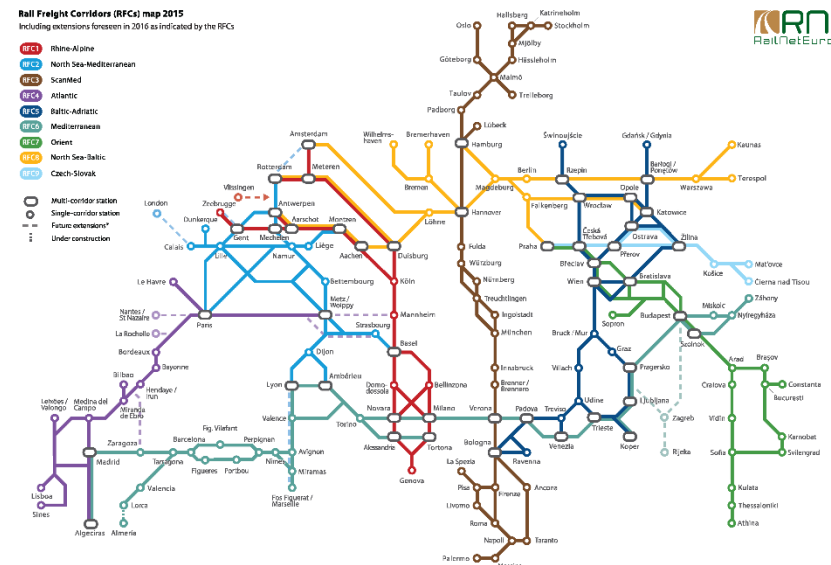 Rail Freight Corridors (RFCs) map 2015
Including extensions foreseen in 2016 as indicated by the RFCs
RFC1 Rhine-Alpine
RFC2 North Sea-Mediterranean
RFC3 ScanMed
RFC4 Atlantic
RFC5 Baltic-Adriatic
RFC6 Mediterranean
RFC7 Orient
RFC8 North Sea-Baltic
RFC9 Czech-Slovak
Multi-corridor station
Single-corridor station
Future extensions*
Under construction
RN
RailNetEuro
Oslo
Hallsberg
Katrineholm
Stockholm
Mjölby
Göteborg
Hässleholm
Malmö
Taulov
Trelleborg
Padborg
Lübeck
Hamburg
Amsterdam
Wilhelms-
haven
Bremerhaven
Świnoujście
Gdańsk / Gdynia
Kaunas
Rotterdam
Meteren
Bremen
Magdeburg
Berlin
Rzepin
Warszawa
Terespol
Vlissingen
London
Zeebrugge
Antwerpen
Löhne
Hannover
Falkenberg
Wrocław
Opole
Katowice
Dunkerque
Aarschot
Montzen
Calais
Lille
Gent
Mechelen
Namur
Liège
Aachen
Duisburg
Fulda
Praha
Česká
Třebová
Ostrava
Přerov
Žilina
Košice
Maťovce
Čierna nad Tisou
Würzburg
Břeclav
Le Havre
Bettembourg
Köln
Nürnberg
Wien
Bratislava
Metz /
Woippy
Treuchtlingen
Sopron
Budapest
Miskolc
Záhony
Nyíregyháza
Nantes /
St Nazaire
Paris
Mannheim
Ingolstadt
La Rochelle
Strasbourg
München
Bruck / Mur
Szolnok
Bordeaux
Dijon
Basel
Graz
Arad
Brașov
Bayonne
Bilbao
Hendaye /
Irun
Lyon
Ambérieu
Domo-
dossola
Bellinzona
Innsbruck
Brenner /
Brennero
Villach
Pragersko
Craiova
Constanta
București
Lehões /
Valongo
Medina del
Campo
Miranda
de Ebro
Valence
Torino
Novara
Milano
Verona
Padova
Treviso
Udine
Ljubljana
Zagreb
Vidin
Fig. Vilafant
Zaragoza
Barcelona
Perpignan
Alessandria
Tortona
Bologna
Venezia
Trieste
Koper
Rijeka
Karnobat
Madrid
Tarragona
Figueres
Portbou
Nîmes
Avignon
Genova
Ravenna
Sofia
Svilengrad
La Spezia
Miramas
Lisboa
Valencia
Pisa
Firenze
Ancona
Kulata
Sines
Lorca
Fos Figuerat /
Marseille
Livorno
Thessaloniki
Algeciras
Almeria
Roma
Athina
Napoli
Taranto
Palermo